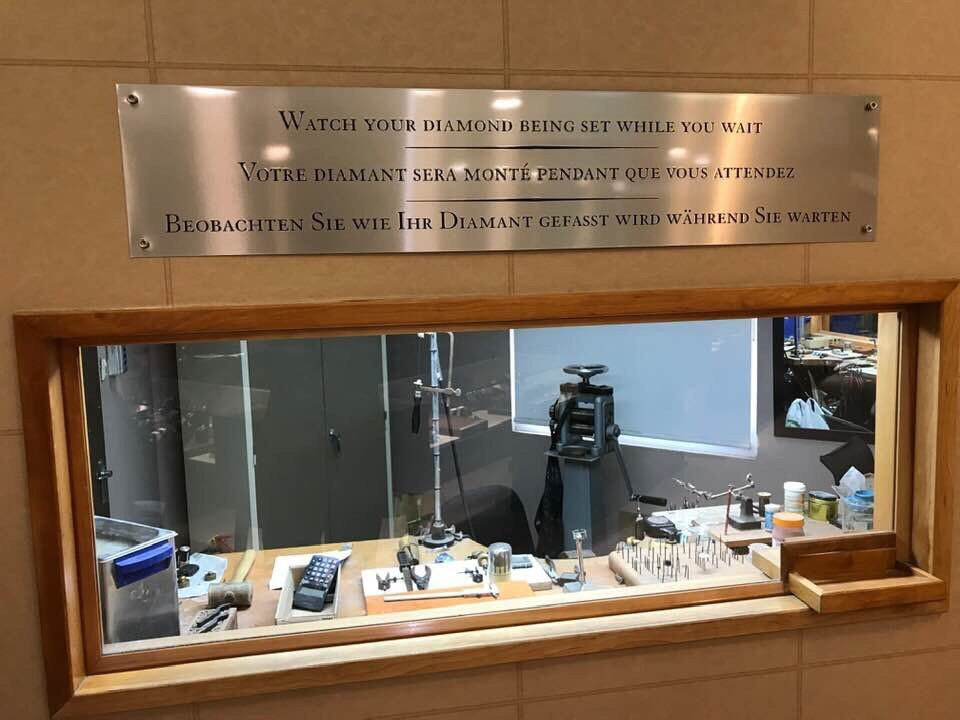 Watch your diamond being set while you wait
Votre diamant sera monté pendant que vous attendez
Beobachten Sie wie Ihr Diamant gefasst wird während Sie warten